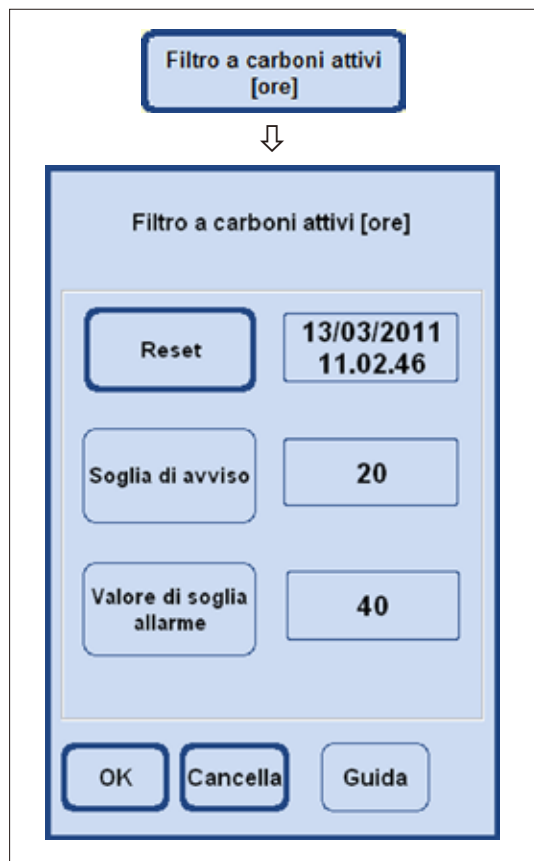 Filtro a carboni attivi
[ore]
Filtro a carboni attivi [ore]
Reset
13/03/2011
11.02.46
Soglia di avviso
20
Valore di soglia
allarme
40
OK
Cancella
Guida